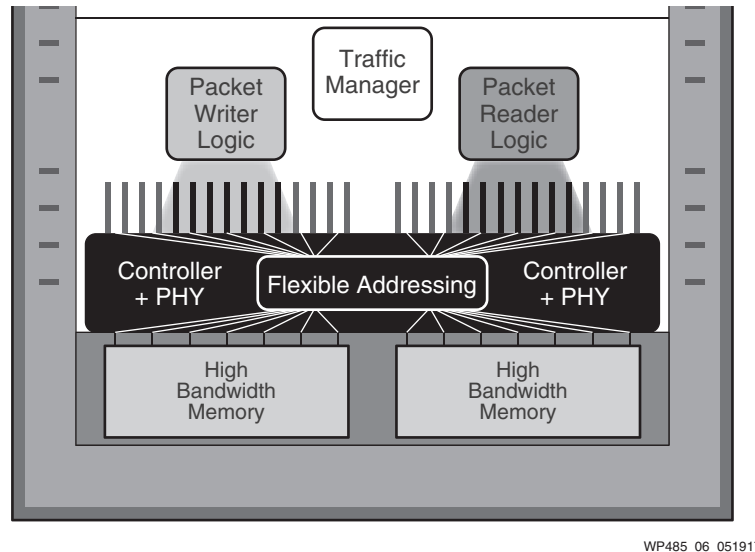 Traffic
Manager
Packet
Writer
Logic
Packet
Reader
Logic
Controller
+ PHY
Flexible Addressing
Controller
+ PHY
High
Bandwidth
Memory
High
Bandwidth
Memory
WP485_06_051917